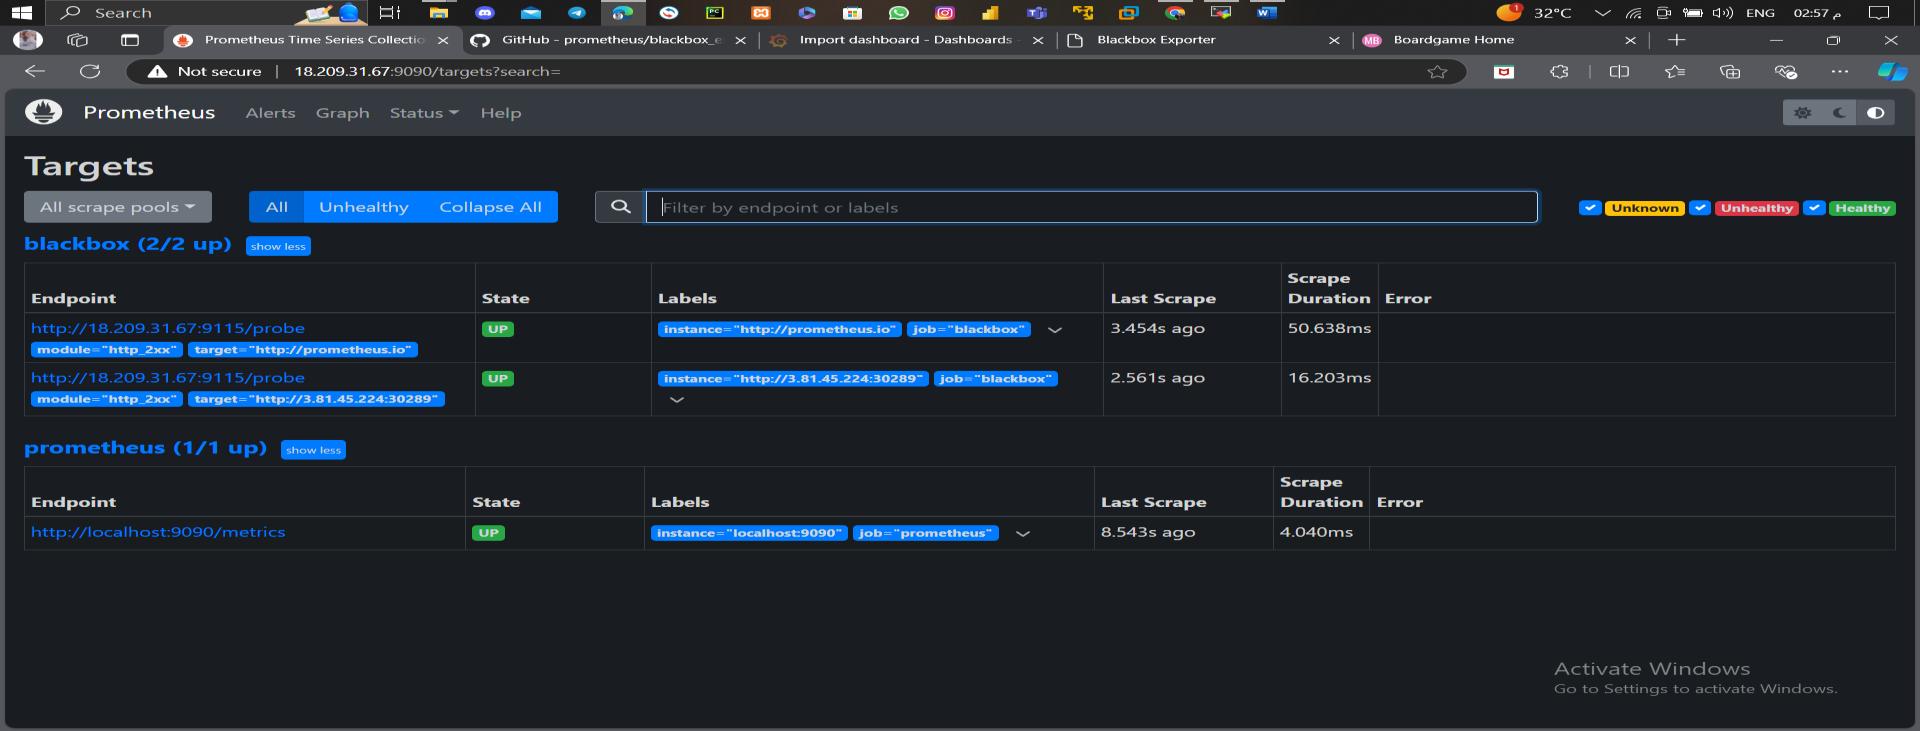 Search
32°C
ENG
02:57 م
Prometheus Time Series Collectio
GitHub - prometheus/blackbox_e
Import dashboard - Dashboards
Blackbox Exporter
MB Boardgame Home
Not secure | 18.209.31.67:9090/targets?search=
Prometheus Alerts Graph Status Help
Targets
All scrape pools
All Unhealthy Collapse All
Filter by endpoint or labels
Unknown Unhealthy Healthy
blackbox (2/2 up) show less
Endpoint State Labels Last Scrape Scrape Duration Error
http://18.209.31.67:9115/probe UP instance="http://prometheus.io" job="blackbox" 3.454s ago 50.638ms
module="http_2xx" target="http://prometheus.io"
http://18.209.31.67:9115/probe UP instance="http://3.81.45.224:30289" job="blackbox" 2.561s ago 16.203ms
module="http_2xx" target="http://3.81.45.224:30289"
prometheus (1/1 up) show less
Endpoint State Labels Last Scrape Scrape Duration Error
http://localhost:9090/metrics UP instance="localhost:9090" job="prometheus" 8.543s ago 4.040ms
Activate Windows
Go to Settings to activate Windows.